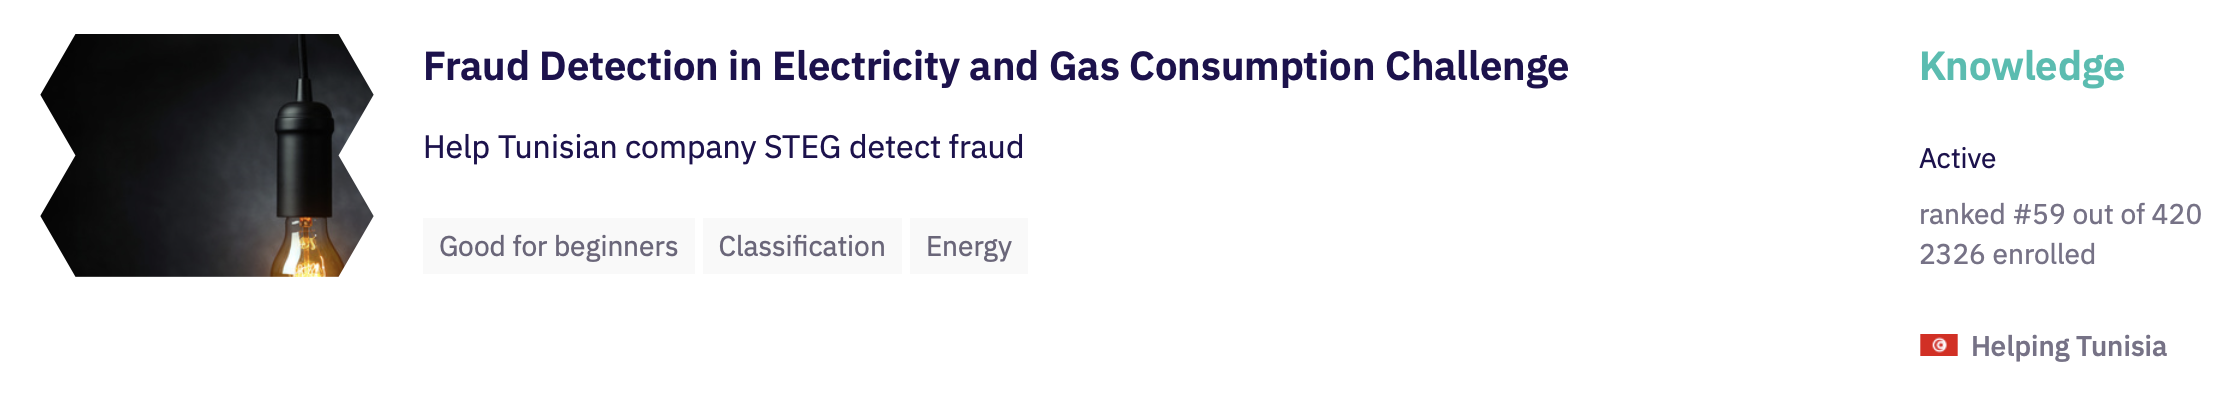 Fraud Detection in Electricity and Gas Consumption Challenge
Help Tunisian company STEG detect fraud
Good for beginners
Classification
Energy
Knowledge
Active
ranked #59 out of 420
2326 enrolled
Helping Tunisia